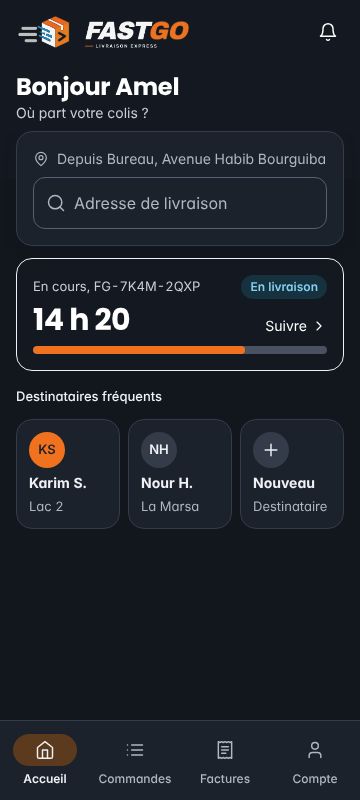 FASTGO
LIVRAISON EXPRESS
Bonjour Amel
Où part votre colis ?
Depuis Bureau, Avenue Habib Bourguiba
Adresse de livraison
En cours, FG-7K4M-2QXP
En livraison
14 h 20
Suivre
Destinataires fréquents
KS
NH
Karim S.
Nour H.
Nouveau
Lac 2
La Marsa
Destinataire
Accueil
Commandes
Factures
Compte